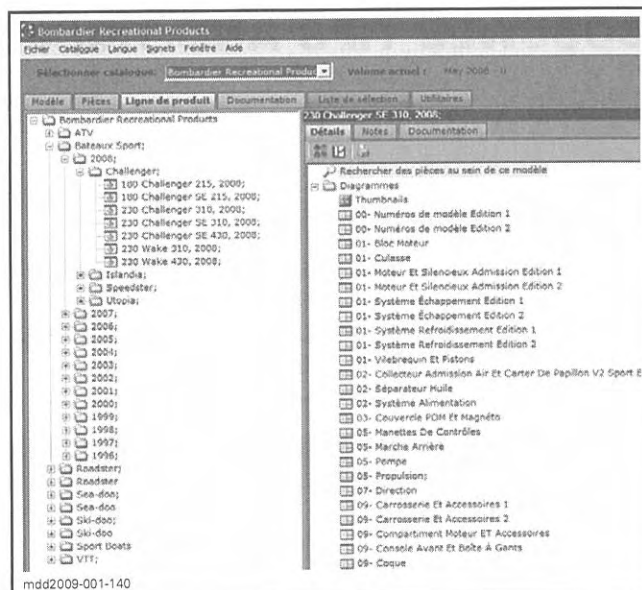 Bombardier Recreational Products
Fichier Catalogue Langue Signets Fenêtre Aide
Sélectionner catalogue: Bombardier Recreational Produc Volume actuel : May 2008 - II
Modèle Pièces Ligne de produit Documentation Liste de sélection Utilitaires
Bombardier Recreational Products
ATV
Bateaux Sport;
2008;
Challenger;
180 Challenger 215, 2008;
180 Challenger SE 215, 2008;
230 Challenger 310, 2008;
230 Challenger SE 310, 2008;
230 Challenger SE 430, 2008;
230 Wake 310, 2008;
230 Wake 430, 2008;
Islandia;
Speedster;
Utopia;
2007;
2006;
2005;
2004;
2003;
2002;
2001;
2000;
1999;
1998;
1997;
1996;
Roadster;
Roadster
Sea-doo;
Sea-doo
Ski-doo;
Ski-doo
Sport Boats
VTT;
230 Challenger SE 310, 2008;
Détails Notes Documentation
Rechercher des pièces au sein de ce modèle
Diagrammes
Thumbnails
00- Numéros de modèle Edition 1
00- Numéros de modèle Edition 2
01- Bloc Moteur
01- Culasse
01- Moteur Et Silencieux Admission Edition 1
01- Moteur Et Silencieux Admission Edition 2
01- Système Échappement Edition 1
01- Système Échappement Edition 2
01- Système Refroidissement Edition 1
01- Système Refroidissement Edition 2
01- Vilebrequin Et Pistons
02- Collecteur Admission Air Et Carter De Papillon V2 Sport E
02- Séparateur Huile
02- Système Alimentation
03- Couvercle PDM Et Magnéto
05- Manettes De Contrôles
05- Marche Arrière
05- Pompe
05- Propulsion;
07- Direction
09- Carrosserie Et Accessoires 1
09- Carrosserie Et Accessoires 2
09- Compartiment Moteur ET Accessoires
09- Console Avant Et Boîte À Gants
09- Coque
mdd2009-001-140